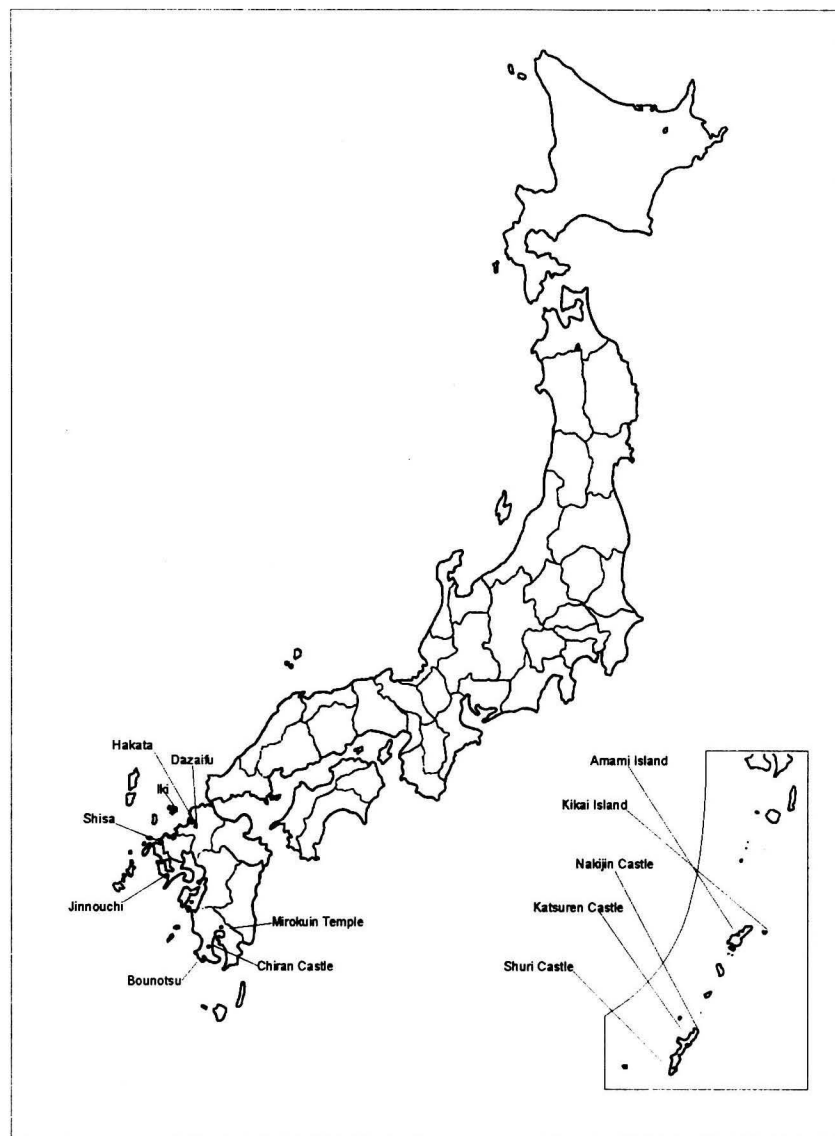 Hakata
Dazaifu
Iki
Shisa
Jinnouchi
Mirokuin Temple
Chiran Castle
Bounotsu
Amami Island
Kikai Island
Nakijin Castle
Katsuren Castle
Shuri Castle